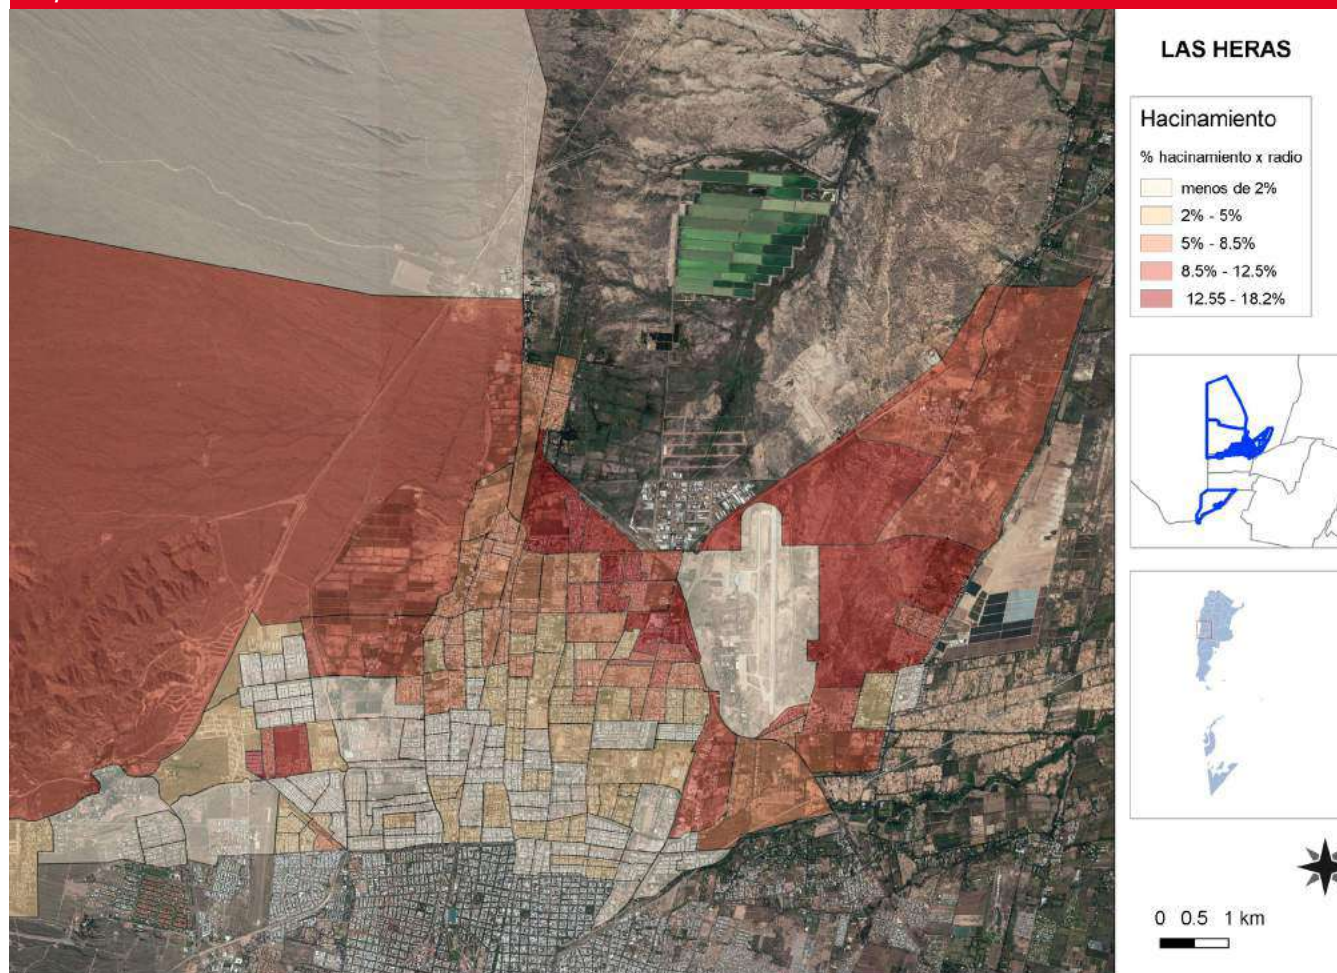 LAS HERAS
Hacinamiento
% hacinamiento x radio
menos de 2%
2% - 5%
5% - 8.5%
8.5% - 12.5%
12.55 - 18.2%
0 0.5 1 km